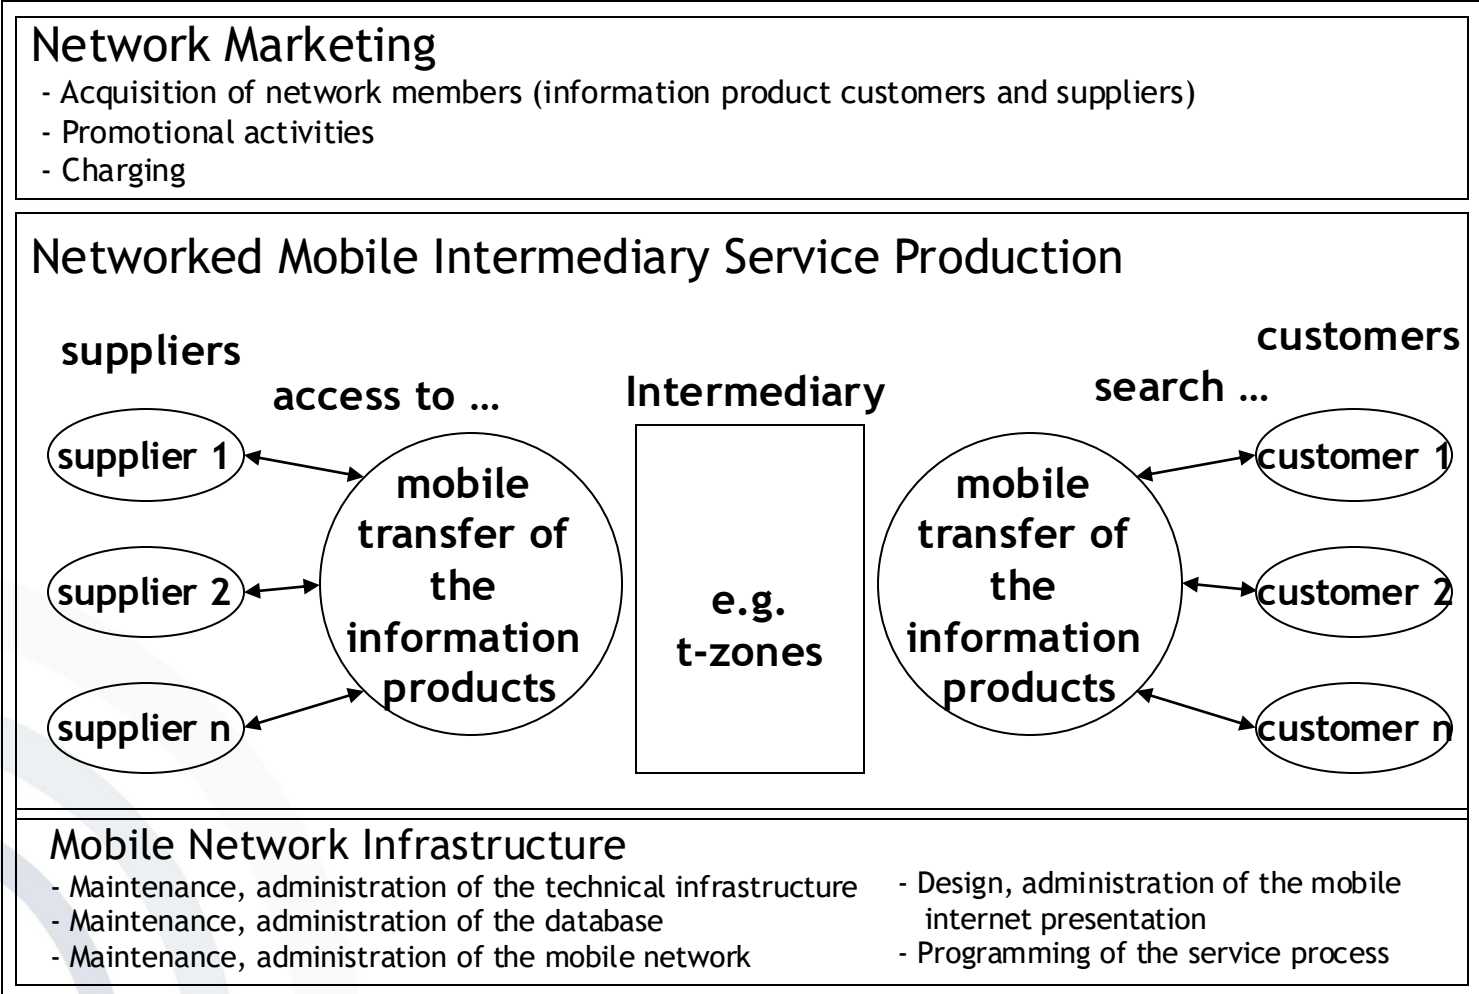 Network Marketing
- Acquisition of network members (information product customers and suppliers)
- Promotional activities
- Charging
Networked Mobile Intermediary Service Production
suppliers
access to ...
Intermediary
search ...
customers
supplier 1
supplier 2
supplier n
mobile
transfer of
the
information
products
e.g.
t-zones
mobile
transfer of
the
information
products
customer 1
customer 2
customer n
Mobile Network Infrastructure
- Maintenance, administration of the technical infrastructure
- Maintenance, administration of the database
- Maintenance, administration of the mobile network
- Design, administration of the mobile
internet presentation
- Programming of the service process